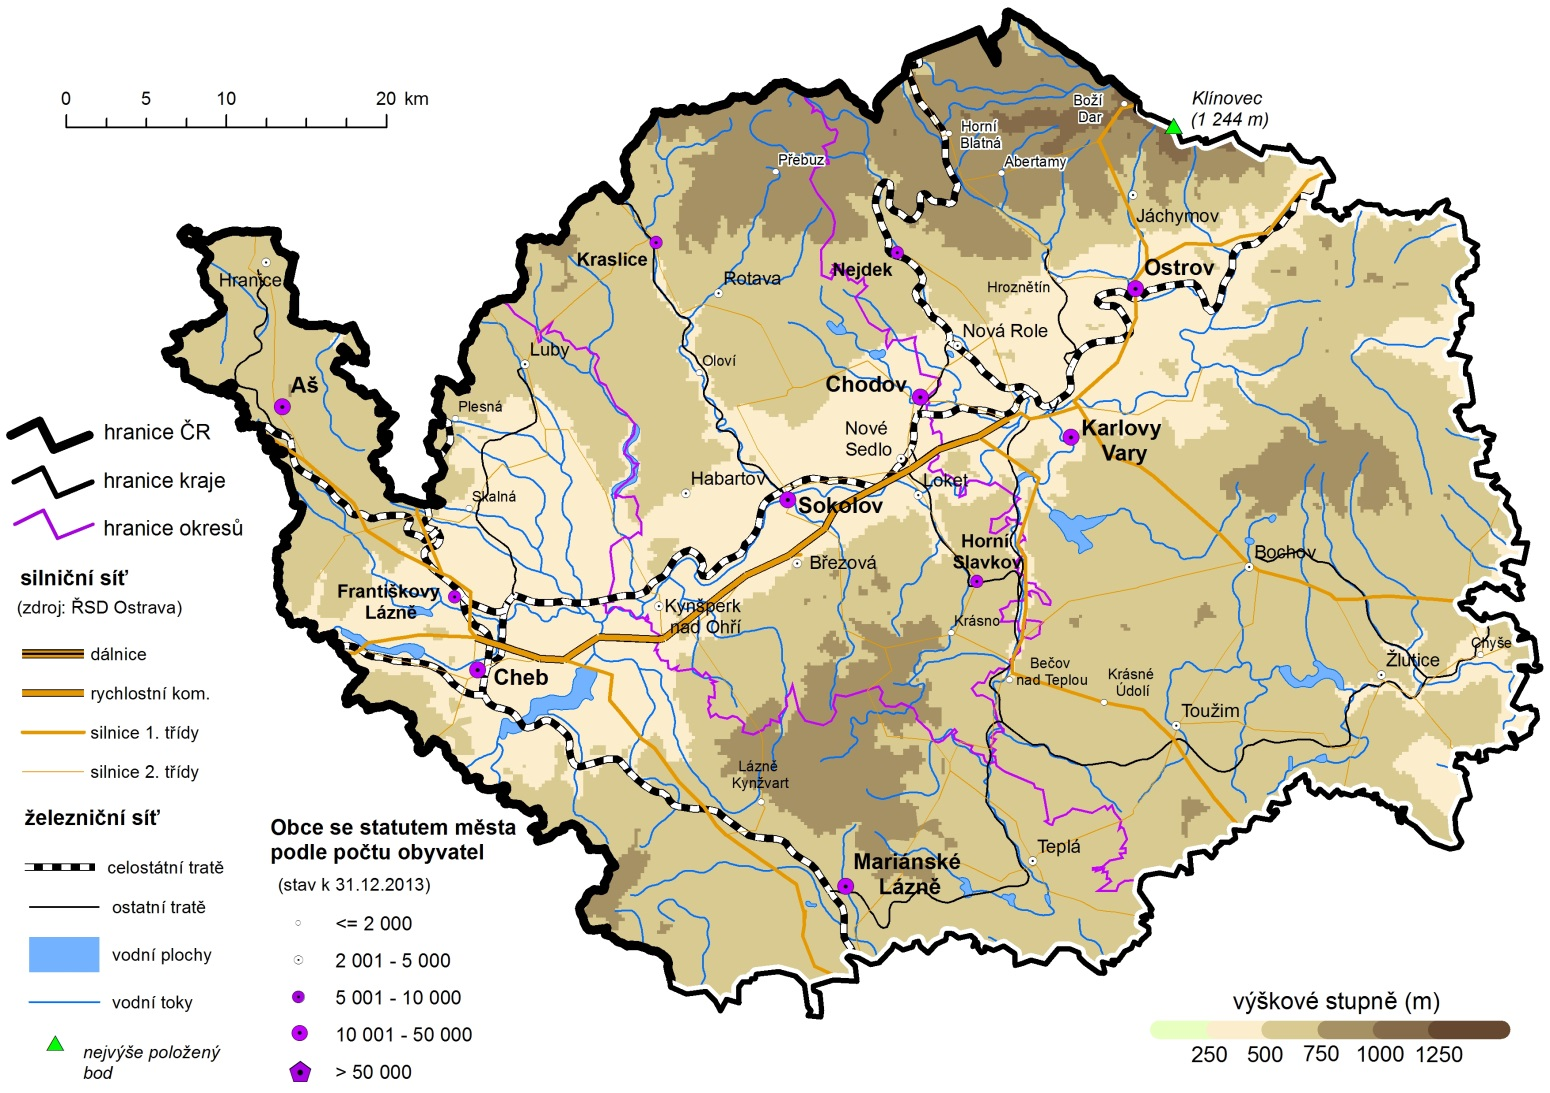 0 5 10 20 km
Klínovec
(1 244 m)
Boží
Dar
Horní
Blatná
Abertamy
Přebuz
Jáchymov
Kraslice
Nejdek
Ostrov
Hranice
Rotava
Hroznětín
Nová Role
Luby
Oloví
Aš
Chodov
Plesná
Nové
Sedlo
Karlovy
Vary
Habartov
Loket
Skalná
Sokolov
Horní
Slavkov
Bochov
Březová
Františkovy
Lázně
Kynšperk
nad Ohří
Krásno
Chyše
Žlutice
Bečov
nad Teplou
Krásné
Údolí
Cheb
Toužim
Lázně
Kynžvart
Teplá
Mariánské
Lázně
hranice ČR
hranice kraje
hranice okresů
silniční síť
(zdroj: ŘSD Ostrava)
dálnice
rychlostní kom.
silnice 1. třídy
silnice 2. třídy
železniční síť
celostátní tratě
ostatní tratě
vodní plochy
vodní toky
nejvýše položený
bod
Obce se statutem města
podle počtu obyvatel
(stav k 31.12.2013)
<= 2 000
2 001 - 5 000
5 001 - 10 000
10 001 - 50 000
> 50 000
výškové stupně (m)
250 500 750 1000 1250